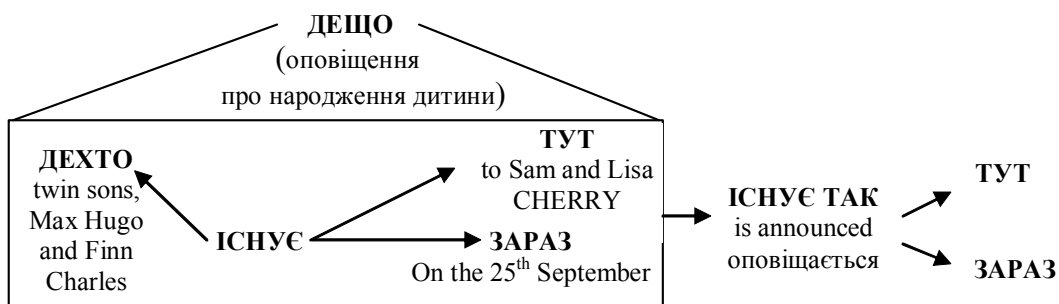 ДЕЩО
(оповіщення
про народження дитини)
ДЕХТО
twin sons,
Max Hugo
and Finn
Charles
ІСНУЄ
ТУТ
to Sam and Lisa
CHERRY
ЗАРАЗ
On the 25th September
ІСНУЄ ТАК
is announced
оповіщається
ТУТ
ЗАРАЗ